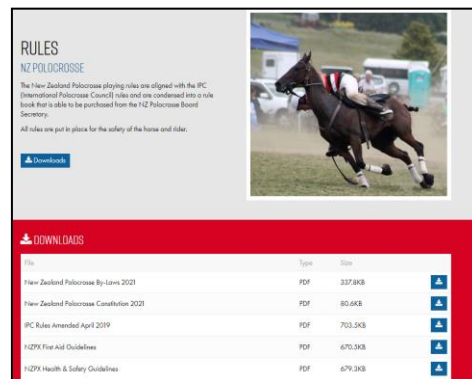 RULES
NZ POLOCROSSE
The New Zealand Polocrosse playing rules are aligned with the IPC
(International Polocrosse Council) rules and are condensed into a rule
book that is able to be purchased from the NZ Polocrosse Board
Secretary.
All rules are put in place for the safety of the horse and rider.
Downloads
DOWNLOADS
File Type Size
New Zealand Polocrosse By-Laws 2021 PDF 337.8KB
New Zealand Polocrosse Constitution 2021 PDF 80.6KB
IPC Rules Amended April 2019 PDF 703.5KB
NZPX First Aid Guidelines PDF 670.5KB
NZPX Health & Safety Guidelines PDF 679.3KB